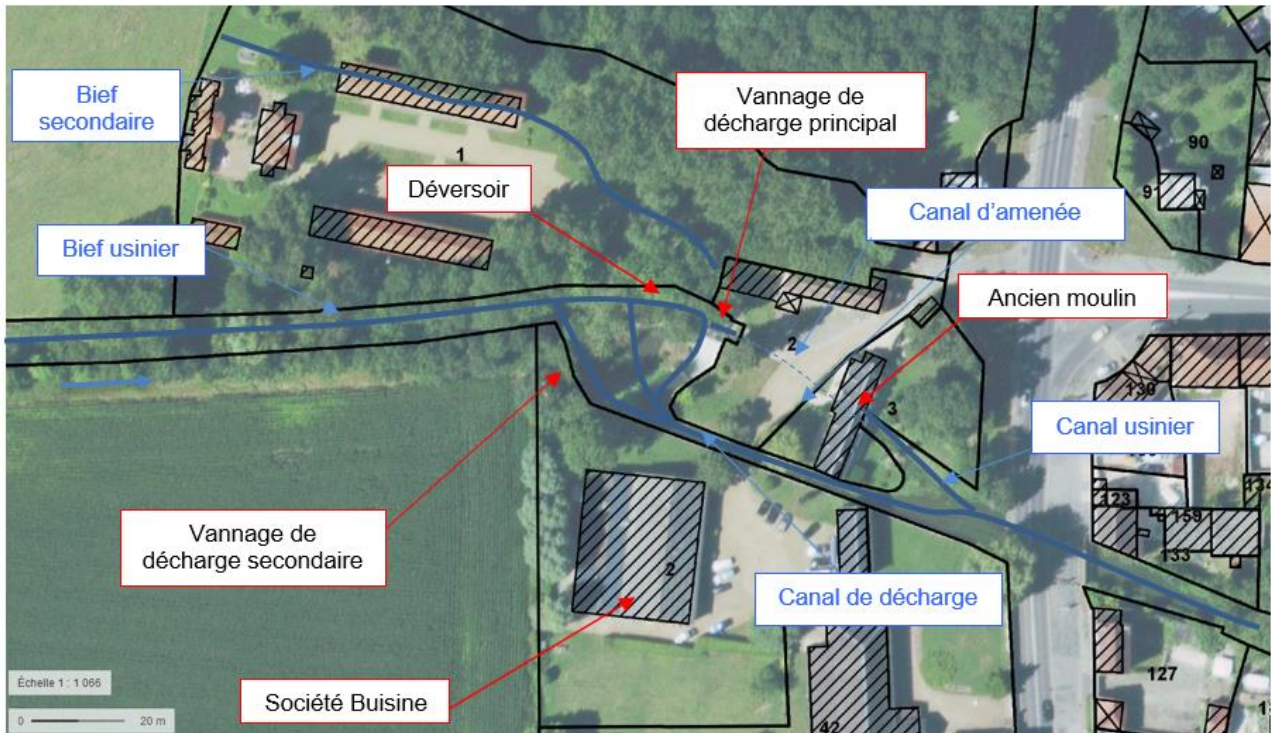 Bief
secondaire
Vannage de
décharge principal
90
91
1
Déversoir
Canal d'amenée
Bief usinier
Ancien moulin
2
3
130
Canal usinier
123
134
159
133
Vannage de
décharge secondaire
2
Canal de décharge
127
Échelle 1 : 1 066
Société Buisine
0 20 m
42